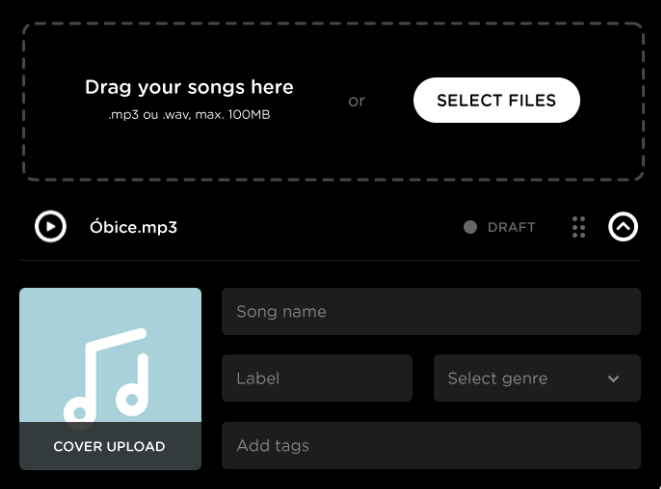 Drag your songs here
.mp3 ou .wav, max. 100MB
or
SELECT FILES
Óbice.mp3
DRAFT
Song name
Label
Select genre
COVER UPLOAD
Add tags